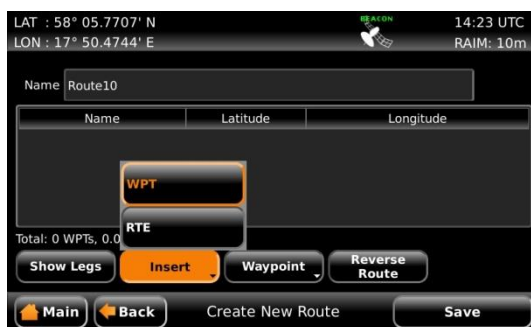 LAT : 58° 05.7707' N
BEACON
14:23 UTC
LON : 17° 50.4744' E
RAIM: 10m
Name Route10
Name Latitude Longitude
WPT
RTE
Total: 0 WPTs, 0.0
Show Legs Insert Waypoint Reverse Route
Main Back Create New Route Save